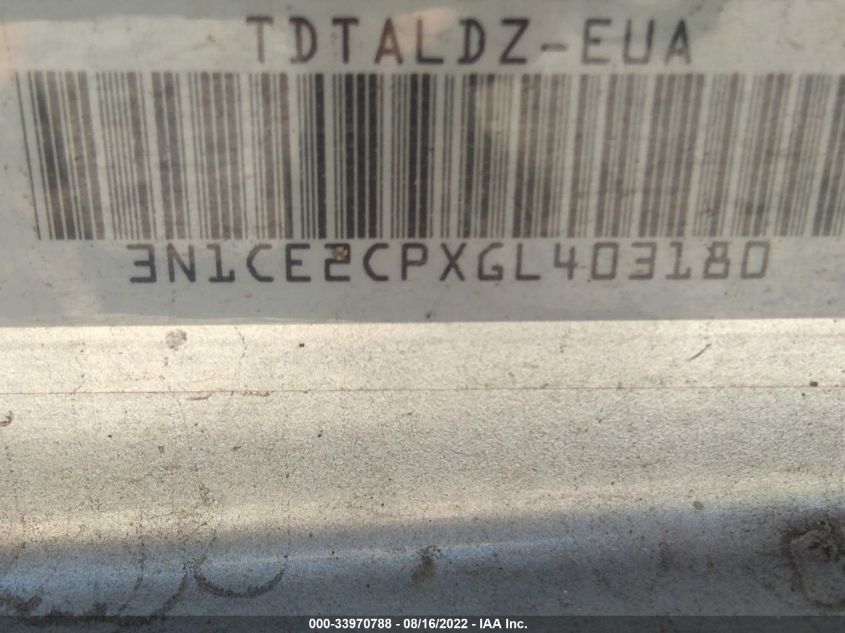 TDTALDZ-EUA
3N1CE2CPXGL403180
000-33970788 - 08/16/2022 - IAA Inc.